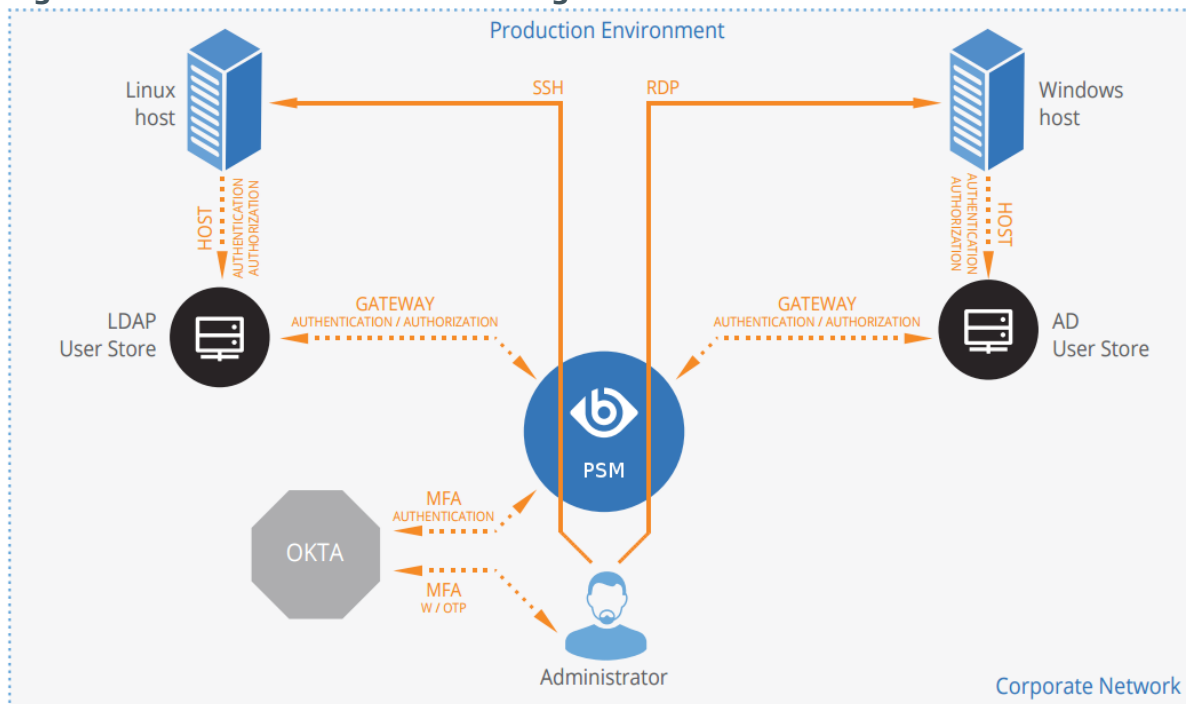 Production Environment
Linux
host
SSH
RDP
Windows
host
HOST
AUTHENTICATION
AUTHORIZATION
HOST
AUTHENTICATION
AUTHORIZATION
LDAP
User Store
GATEWAY
AUTHENTICATION / AUTHORIZATION
GATEWAY
AUTHENTICATION / AUTHORIZATION
AD
User Store
b
PSM
MFA
AUTHENTICATION
OKTA
MFA
W / OTP
Administrator
Corporate Network